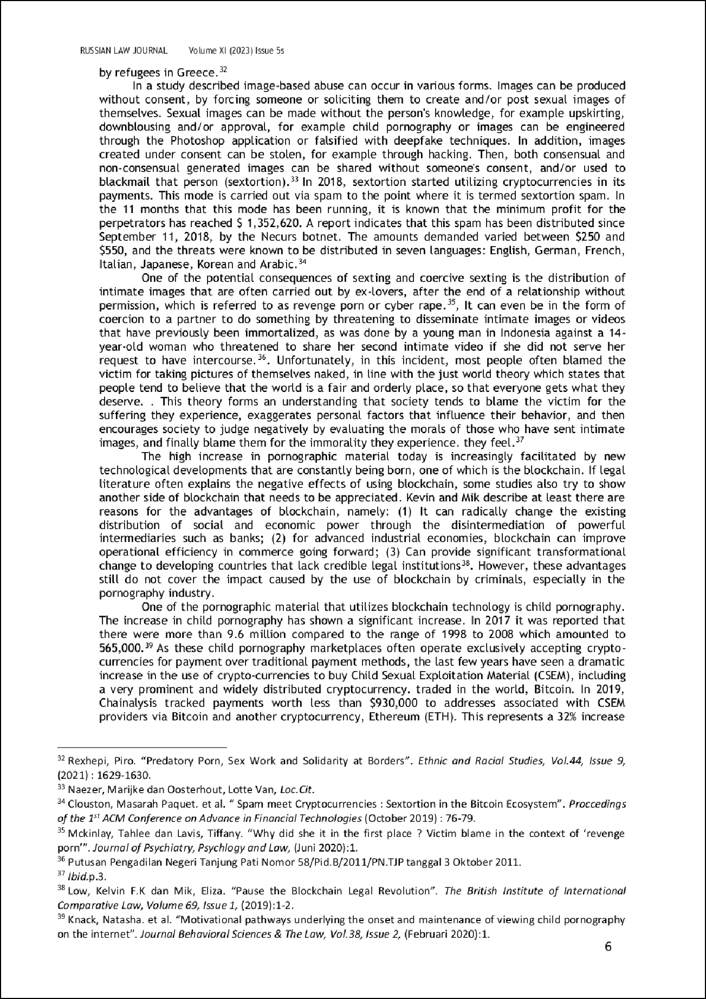 RUSSIAN LAW JOURNAL Volume XI (2023) Issue 5s
by refugees in Greece.32
In a study described image-based abuse can occur in various forms. Images can be produced
without consent, by forcing someone or soliciting them to create and/or post sexual images of
themselves. Sexual images can be made without the person's knowledge, for example upskirting,
downblousing and/or approval, for example child pornography or images can be engineered
through the Photoshop application or falsified with deepfake techniques. In addition, images
created under consent can be stolen, for example through hacking. Then, both consensual and
non-consensual generated images can be shared without someone's consent, and/or used to
blackmail that person (sextortion).33 In 2018, sextortion started utilizing cryptocurrencies in its
payments. This mode is carried out via spam to the point where it is termed sextortion spam. In
the 11 months that this mode has been running, it is known that the minimum profit for the
perpetrators has reached $ 1,352,620. A report indicates that this spam has been distributed since
September 11, 2018, by the Necurs botnet. The amounts demanded varied between $250 and
$550, and the threats were known to be distributed in seven languages: English, German, French,
Italian, Japanese, Korean and Arabic.34
One of the potential consequences of sexting and coercive sexting is the distribution of
intimate images that are often carried out by ex-lovers, after the end of a relationship without
permission, which is referred to as revenge porn or cyber rape.35, It can even be in the form of
coercion to a partner to do something by threatening to disseminate intimate images or videos
that have previously been immortalized, as was done by a young man in Indonesia against a 14-
year-old woman who threatened to share her second intimate video if she did not serve her
request to have intercourse.36. Unfortunately, in this incident, most people often blamed the
victim for taking pictures of themselves naked, in line with the just world theory which states that
people tend to believe that the world is a fair and orderly place, so that everyone gets what they
deserve. . This theory forms an understanding that society tends to blame the victim for the
suffering they experience, exaggerates personal factors that influence their behavior, and then
encourages society to judge negatively by evaluating the morals of those who have sent intimate
images, and finally blame them for the immorality they experience. they feel.37
The high increase in pornographic material today is increasingly facilitated by new
technological developments that are constantly being born, one of which is the blockchain. If legal
literature often explains the negative effects of using blockchain, some studies also try to show
another side of blockchain that needs to be appreciated. Kevin and Mik describe at least there are
reasons for the advantages of blockchain, namely: (1) It can radically change the existing
distribution of social and economic power through the disintermediation of powerful
intermediaries such as banks; (2) for advanced industrial economies, blockchain can improve
operational efficiency in commerce going forward; (3) Can provide significant transformational
change to developing countries that lack credible legal institutions38. However, these advantages
still do not cover the impact caused by the use of blockchain by criminals, especially in the
pornography industry.
One of the pornographic material that utilizes blockchain technology is child pornography.
The increase in child pornography has shown a significant increase. In 2017 it was reported that
there were more than 9.6 million compared to the range of 1998 to 2008 which amounted to
565,000.39 As these child pornography marketplaces often operate exclusively accepting crypto-
currencies for payment over traditional payment methods, the last few years have seen a dramatic
increase in the use of crypto-currencies to buy Child Sexual Exploitation Material (CSEM), including
a very prominent and widely distributed cryptocurrency. traded in the world, Bitcoin. In 2019,
Chainalysis tracked payments worth less than $930,000 to addresses associated with CSEM
providers via Bitcoin and another cryptocurrency, Ethereum (ETH). This represents a 32% increase
32 Rexhepi, Piro. “Predatory Porn, Sex Work and Solidarity at Borders”. Ethnic and Racial Studies, Vol.44, Issue 9,
(2021) : 1629-1630.
33 Naezer, Marijke dan Oosterhout, Lotte Van, Loc.Cit.
34 Clouston, Masarah Paquet. et al. “ Spam meet Cryptocurrencies : Sextortion in the Bitcoin Ecosystem”. Proccedings
of the 1st ACM Conference on Advance in Financial Technologies (October 2019) : 76-79.
35 Mckinlay, Tahlee dan Lavis, Tiffany. “Why did she it in the first place ? Victim blame in the context of ‘revenge
porn’”. Journal of Psychiatry, Psychlogy and Law, (Juni 2020):1.
36 Putusan Pengadilan Negeri Tanjung Pati Nomor 58/Pid.B/2011/PN.TJP tanggal 3 Oktober 2011.
37 Ibid.p.3.
38 Low, Kelvin F.K dan Mik, Eliza. “Pause the Blockchain Legal Revolution”. The British Institute of International
Comparative Law, Volume 69, Issue 1, (2019):1-2.
39 Knack, Natasha. et al. “Motivational pathways underlying the onset and maintenance of viewing child pornography
on the internet”. Journal Behavioral Sciences & The Law, Vol.38, Issue 2, (Februari 2020):1.
6